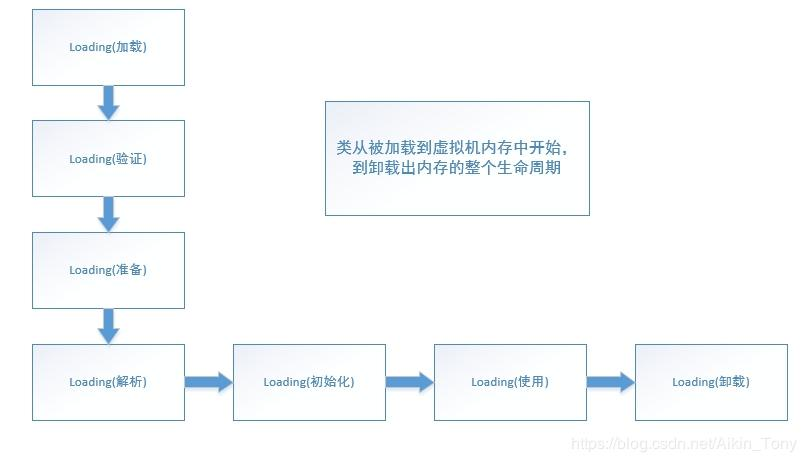 Loading(加载)
Loading(验证)
类从被加载到虚拟机内存中开始，
到卸载出内存的整个生命周期
Loading(准备)
Loading(解析)
Loading(初始化)
Loading(使用)
Loading(卸载)
https://blog.csdn.net/Aikin_Tony